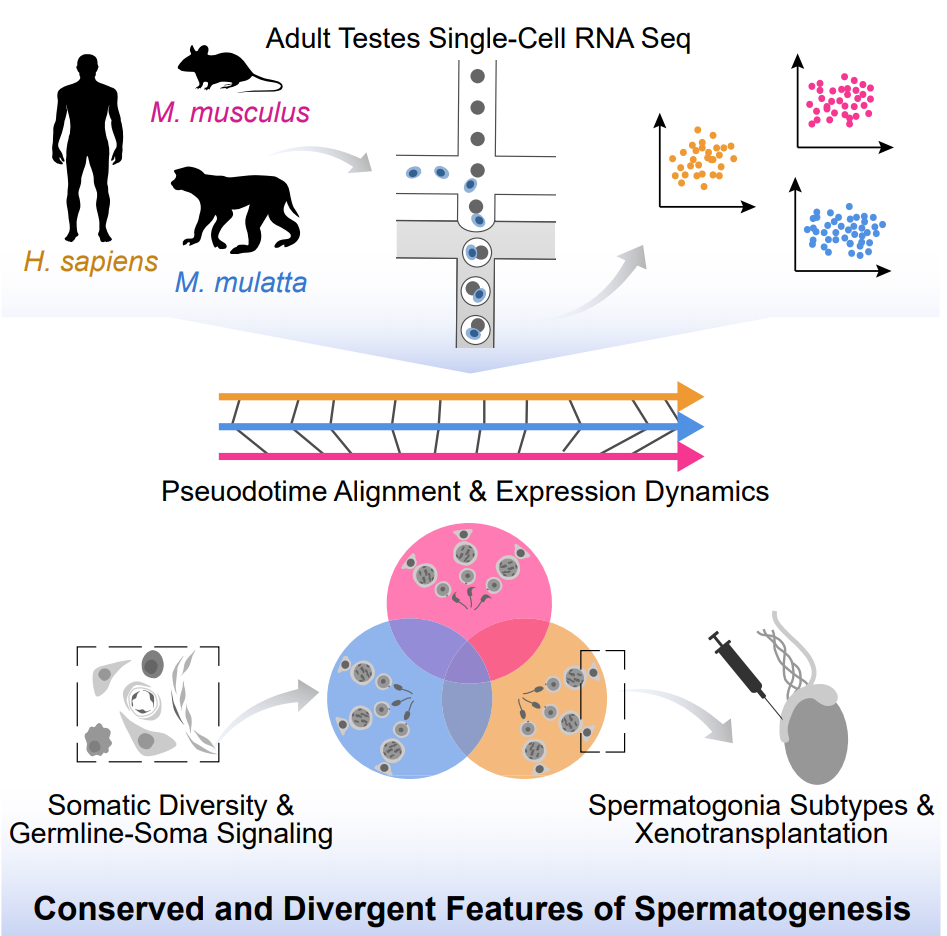 Adult Testes Single-Cell RNA Seq
M. musculus
H. sapiens
M. mulatta
Pseuodotime Alignment & Expression Dynamics
Somatic Diversity &
Germline-Soma Signaling
Spermatogonia Subtypes &
Xenotransplantation
Conserved and Divergent Features of Spermatogenesis